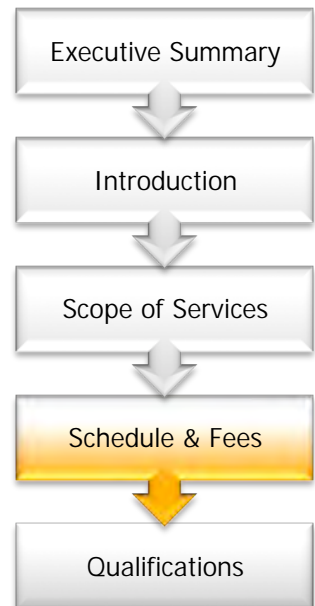 Executive Summary
Introduction
Scope of Services
Schedule & Fees
Qualifications